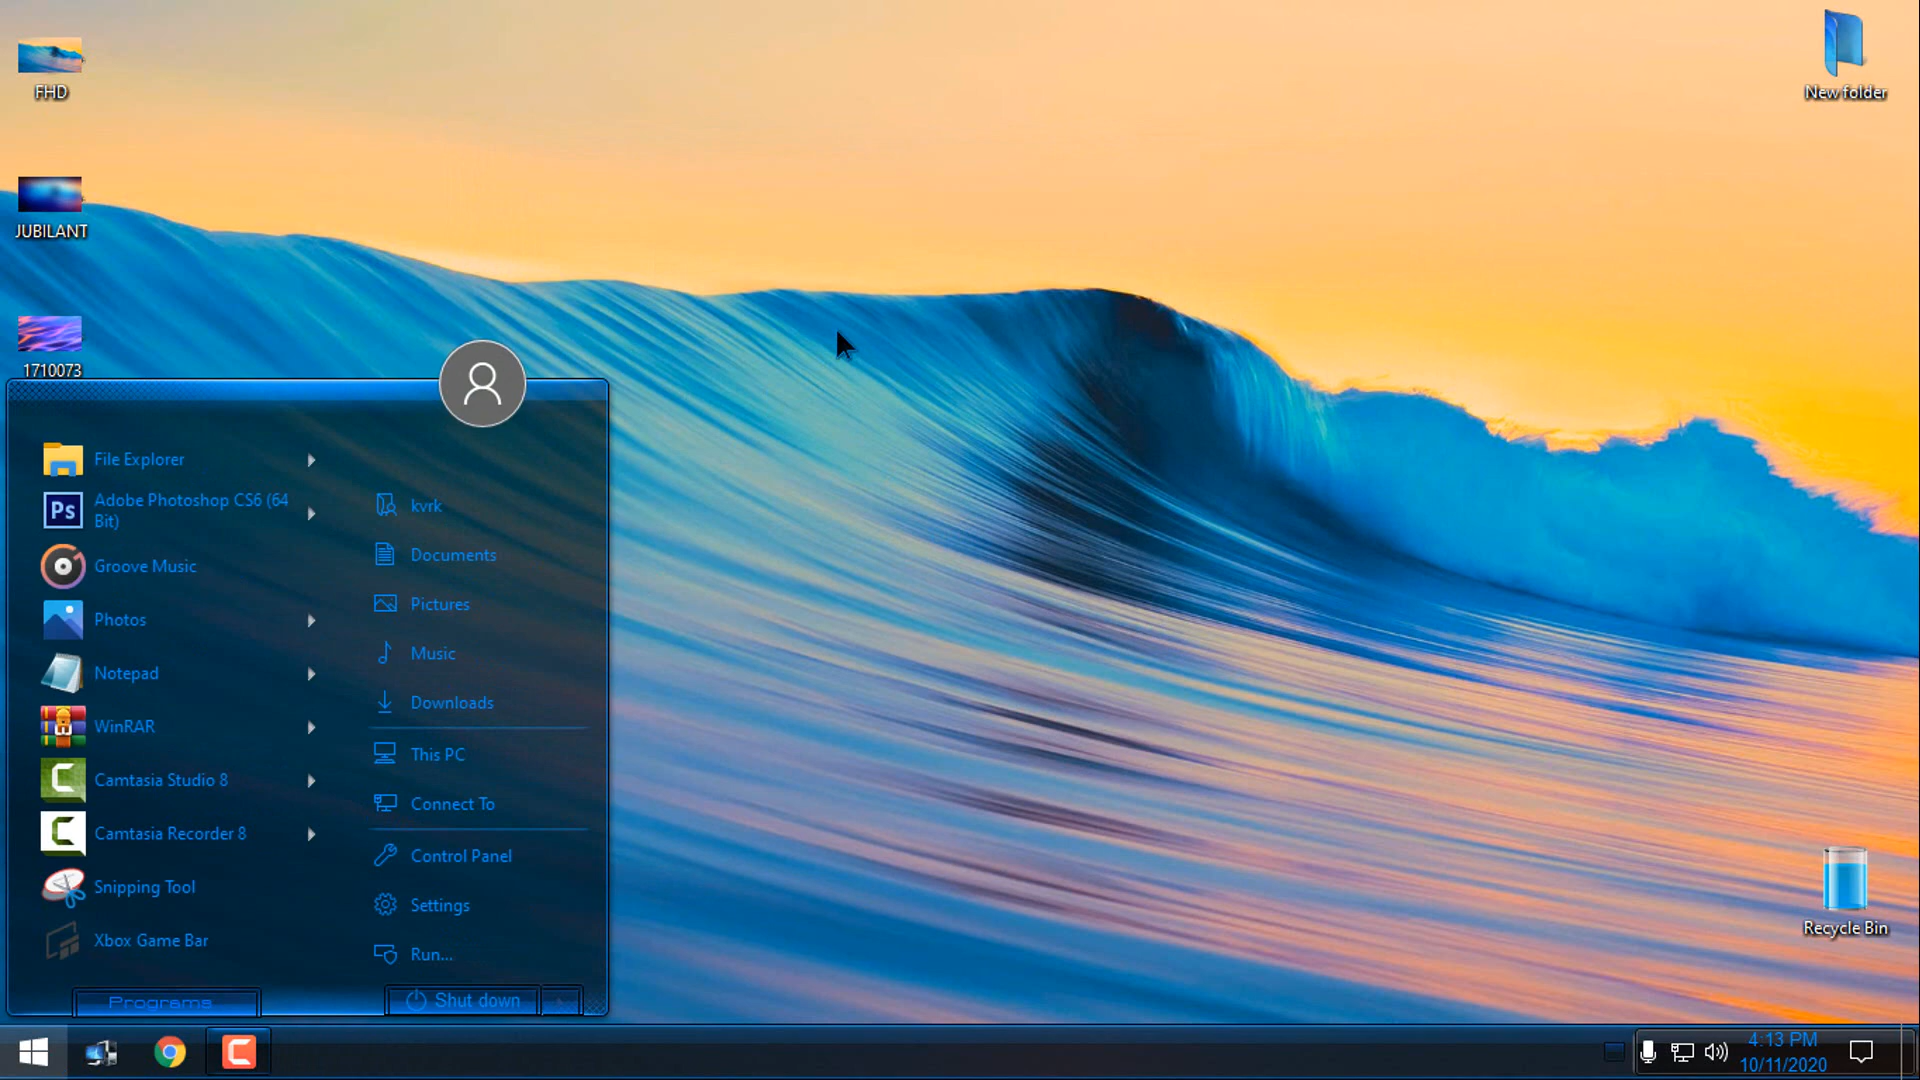 FHD
New folder
JUBILANT
1710073
File Explorer
Ps
Adobe Photoshop CS6 (64
Bit)
Groove Music
Photos
Notepad
WinRAR
Camtasia Studio 8
Camtasia Recorder 8
Snipping Tool
Xbox Game Bar
Programs
kvrk
Documents
Pictures
Music
Downloads
This PC
Connect To
Control Panel
Settings
Run...
Shut down
Recycle Bin
4:13 PM
10/11/2020